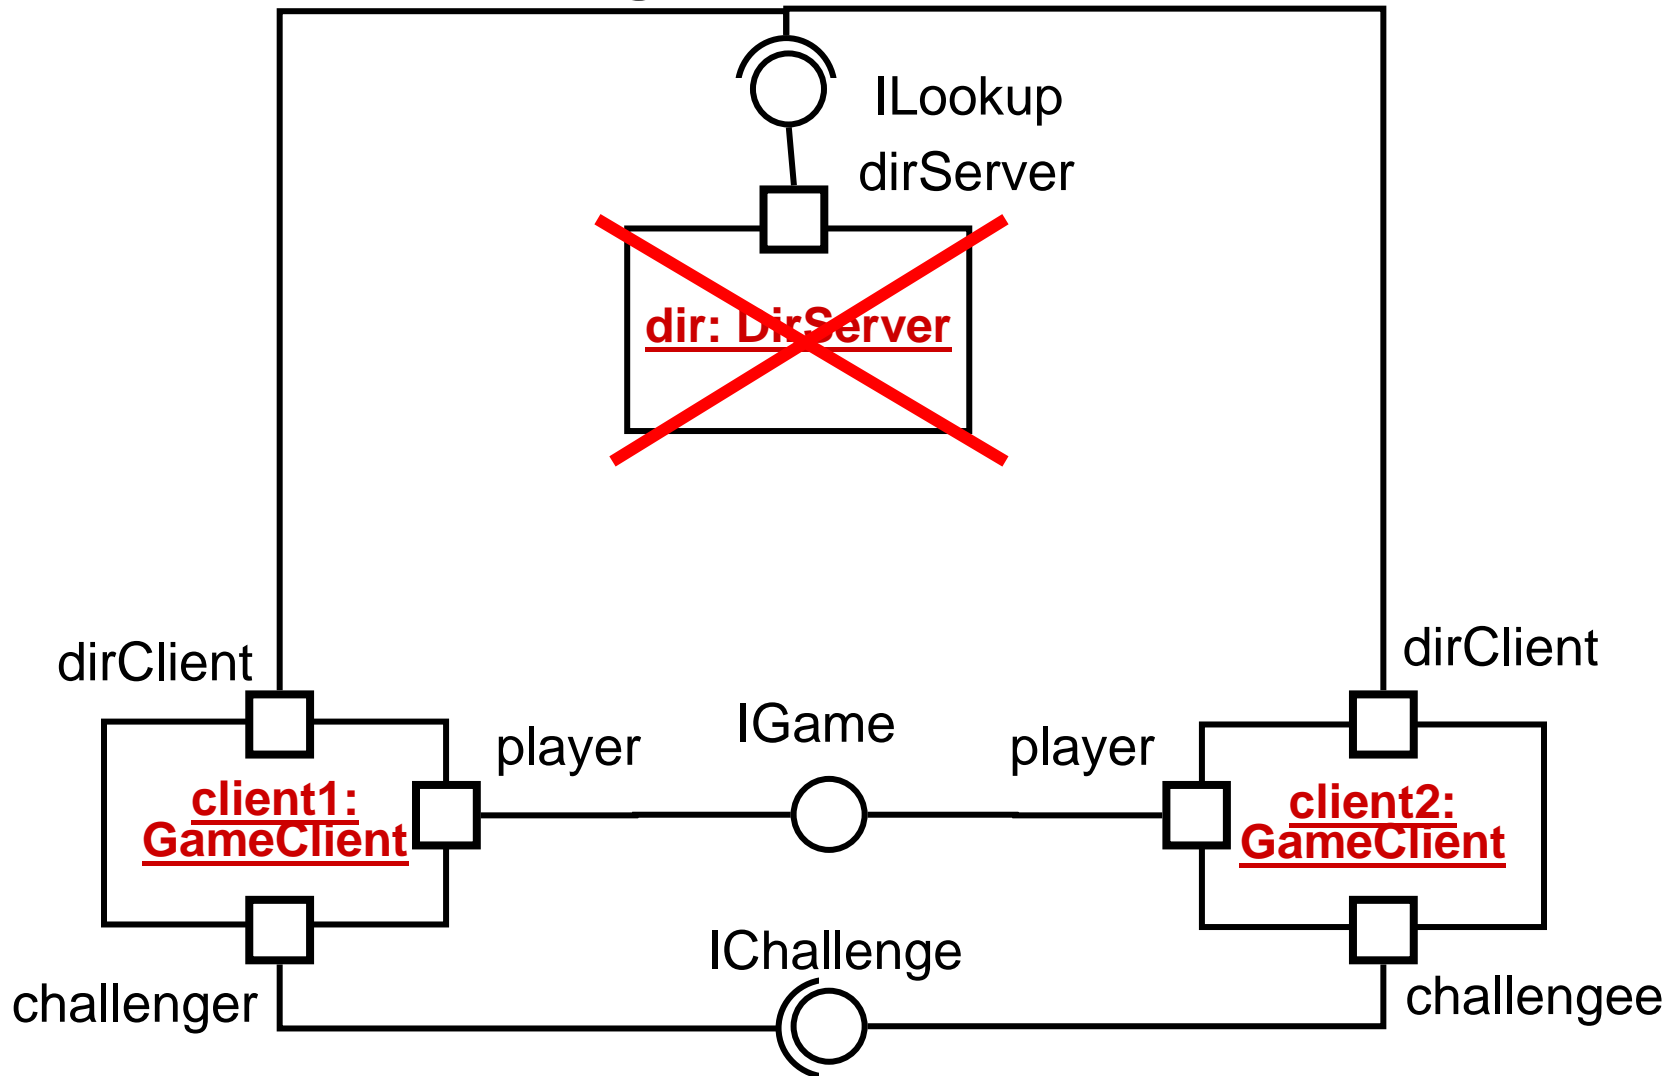 ILookup
dirServer
dir: DirServer
dirClient
dirClient
player
IGame
player
client1:
GameClient
client2:
GameClient
IChallenge
challenger
challengee